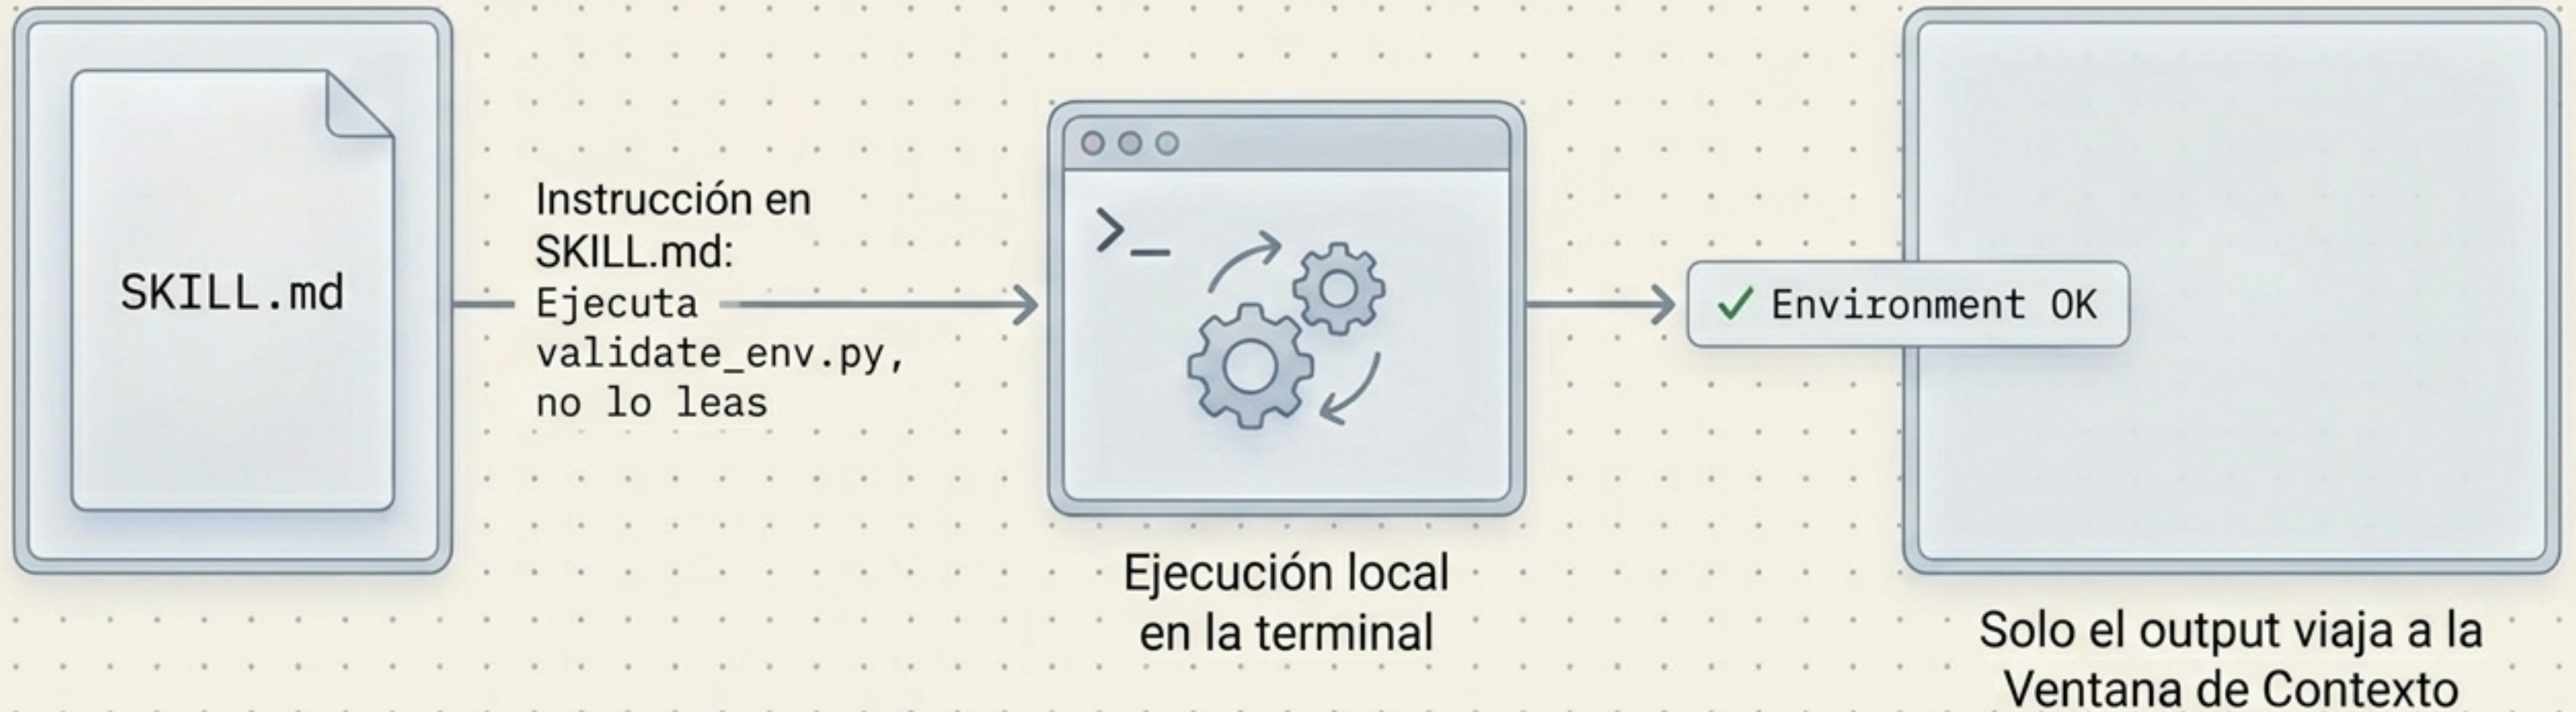 SKILL.md
Instrucción en
SKILL.md:
Ejecuta
validate_env.py,
no lo leas
>_
Ejecución local
en la terminal
✓ Environment OK
Solo el output viaja a la
Ventana de Contexto